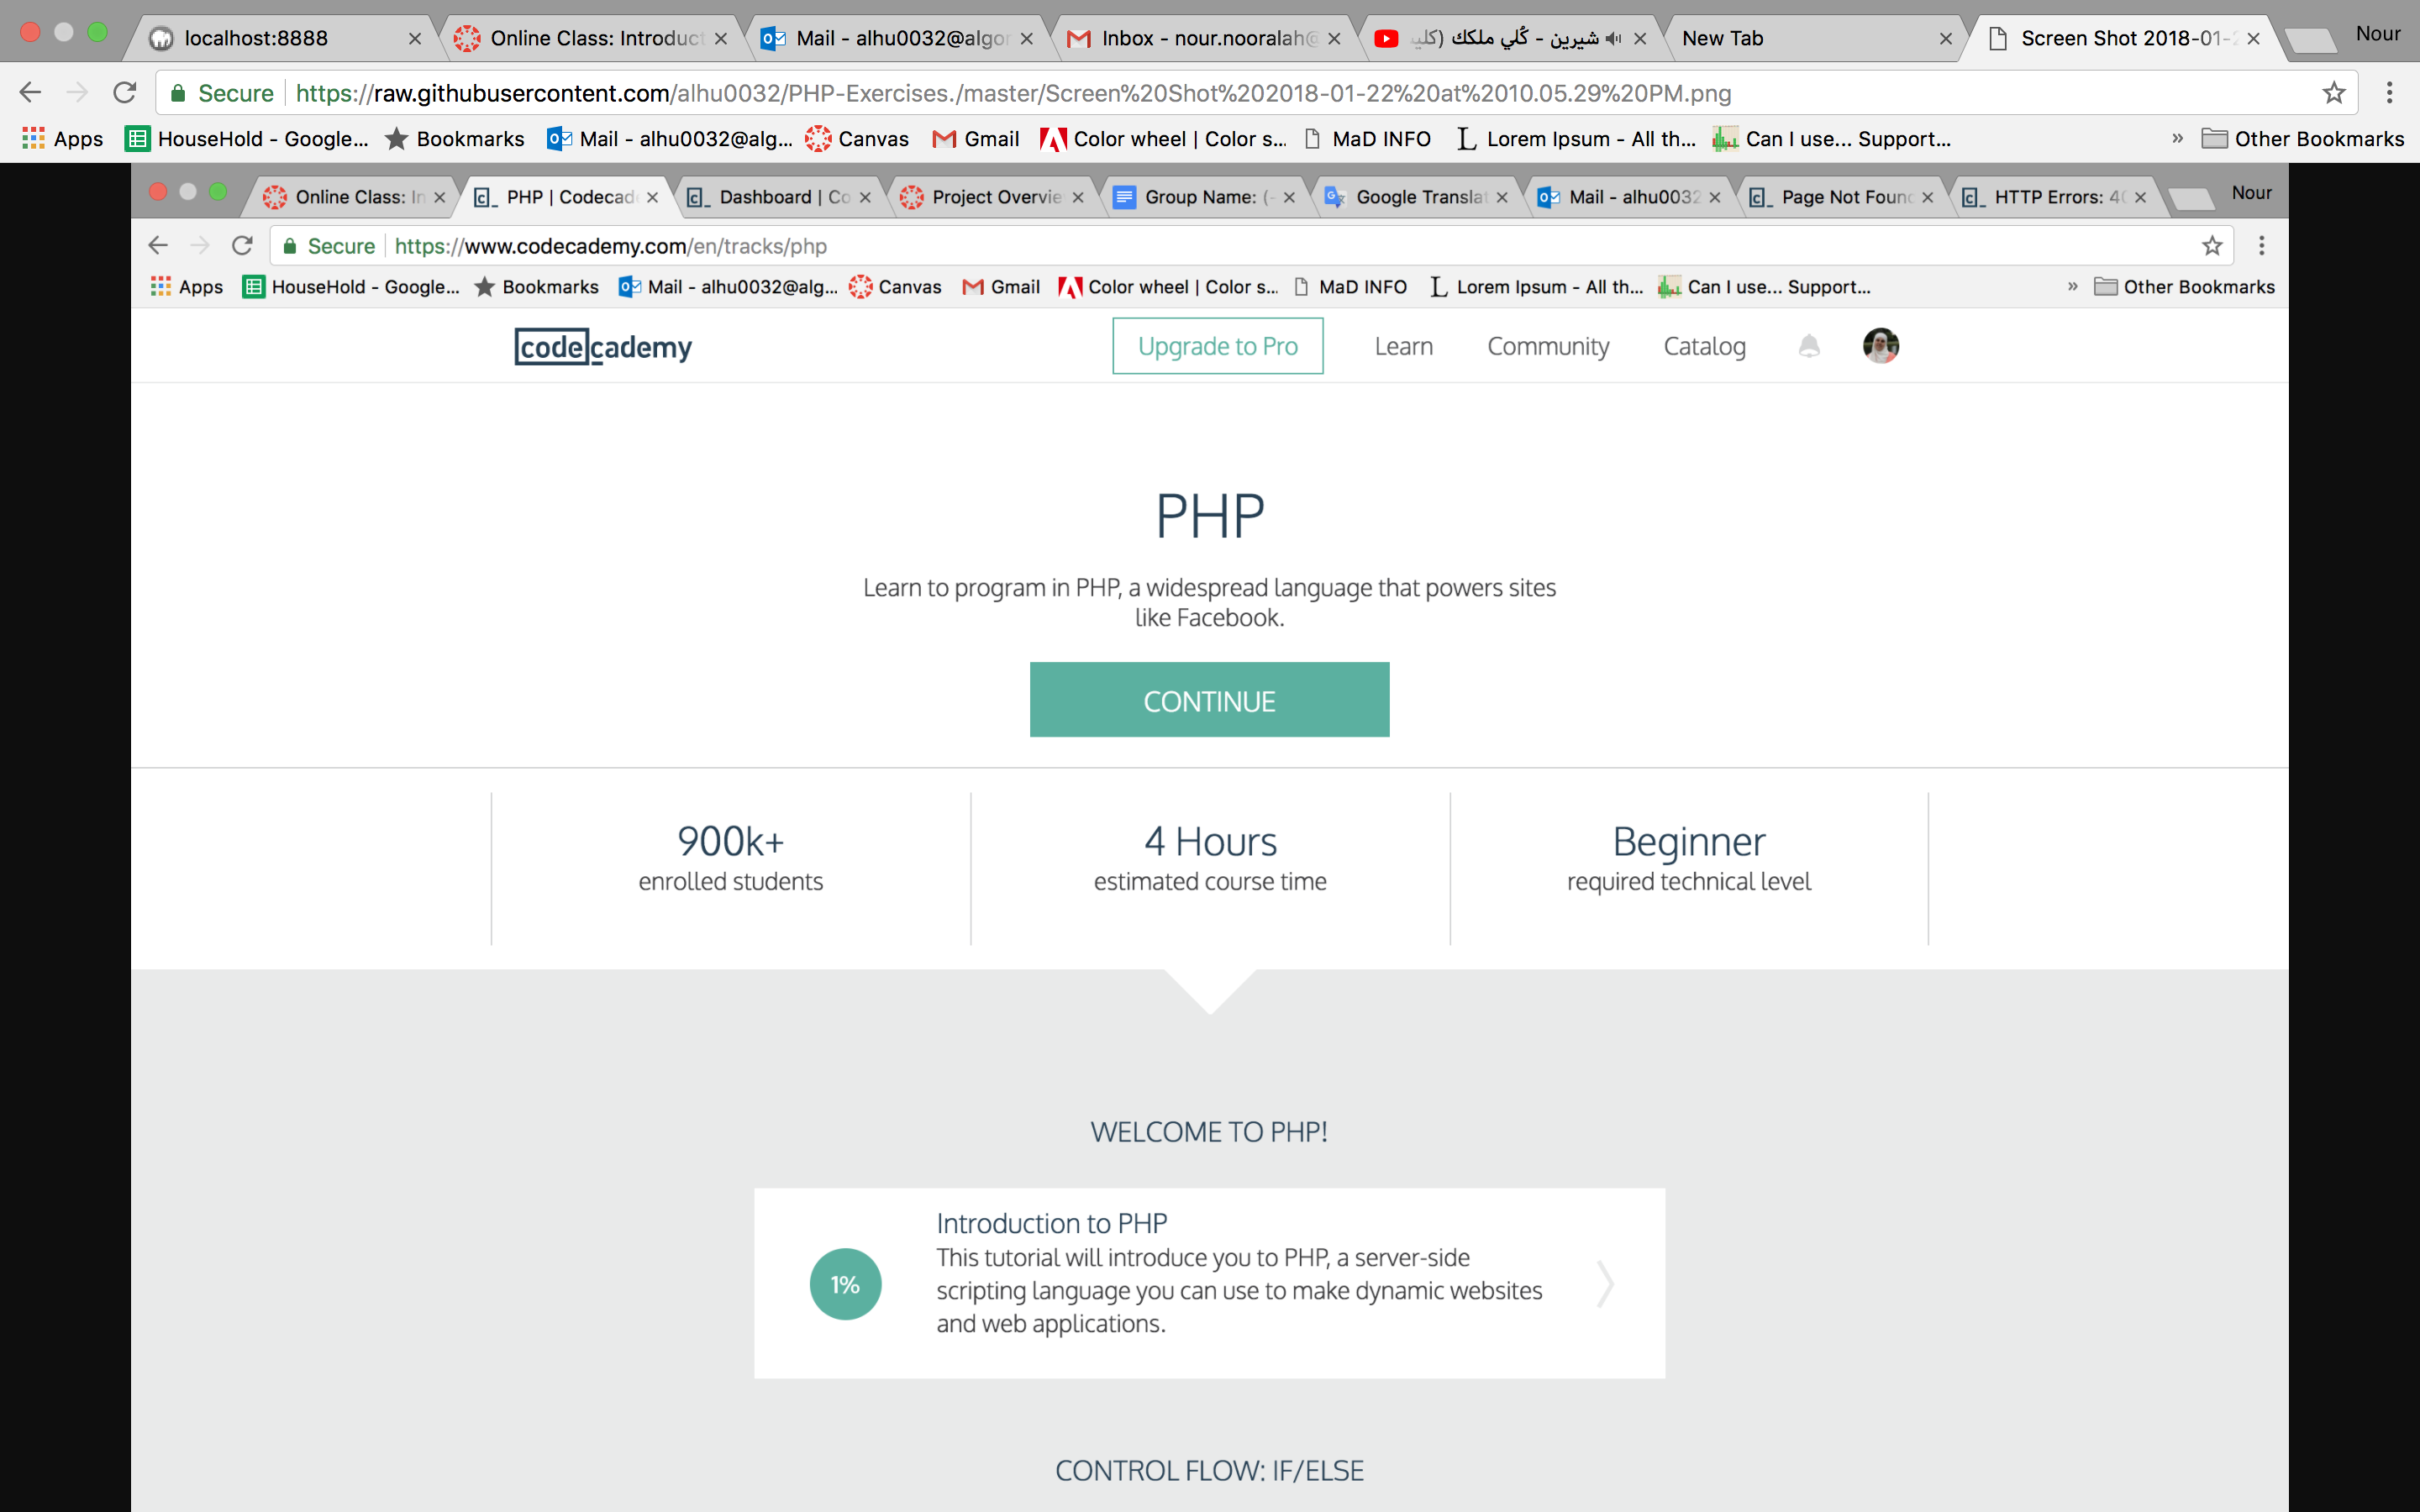 localhost:8888
Online Class: Introduct
Mail - alhu0032@algor
Inbox - nour.nooralah@
شيرين - كُلي ملكك (كليب
New Tab
Screen Shot 2018-01-2
Nour
Secure https://raw.githubusercontent.com/alhu0032/PHP-Exercises./master/Screen%20Shot%202018-01-22%20at%2010.05.29%20PM.png
Apps HouseHold - Google... Bookmarks Mail - alhu0032@alg... Canvas Gmail Color wheel | Color s... MaD INFO Lorem Ipsum - All th... Can I use... Support... » Other Bookmarks
Online Class: In
PHP | Codecade
Dashboard | Co
Project Overvie
Group Name: (-
Google Translat
Mail - alhu0032
Page Not Found
HTTP Errors: 40
Nour
Secure https://www.codecademy.com/en/tracks/php
Apps HouseHold - Google... Bookmarks Mail - alhu0032@alg... Canvas Gmail Color wheel | Color s... MaD INFO Lorem Ipsum - All th... Can I use... Support... » Other Bookmarks
codecademy Upgrade to Pro Learn Community Catalog
PHP
Learn to program in PHP, a widespread language that powers sites
like Facebook.
CONTINUE
900k+
enrolled students
4 Hours
estimated course time
Beginner
required technical level
WELCOME TO PHP!
1%
Introduction to PHP
This tutorial will introduce you to PHP, a server-side
scripting language you can use to make dynamic websites
and web applications.
CONTROL FLOW: IF/ELSE